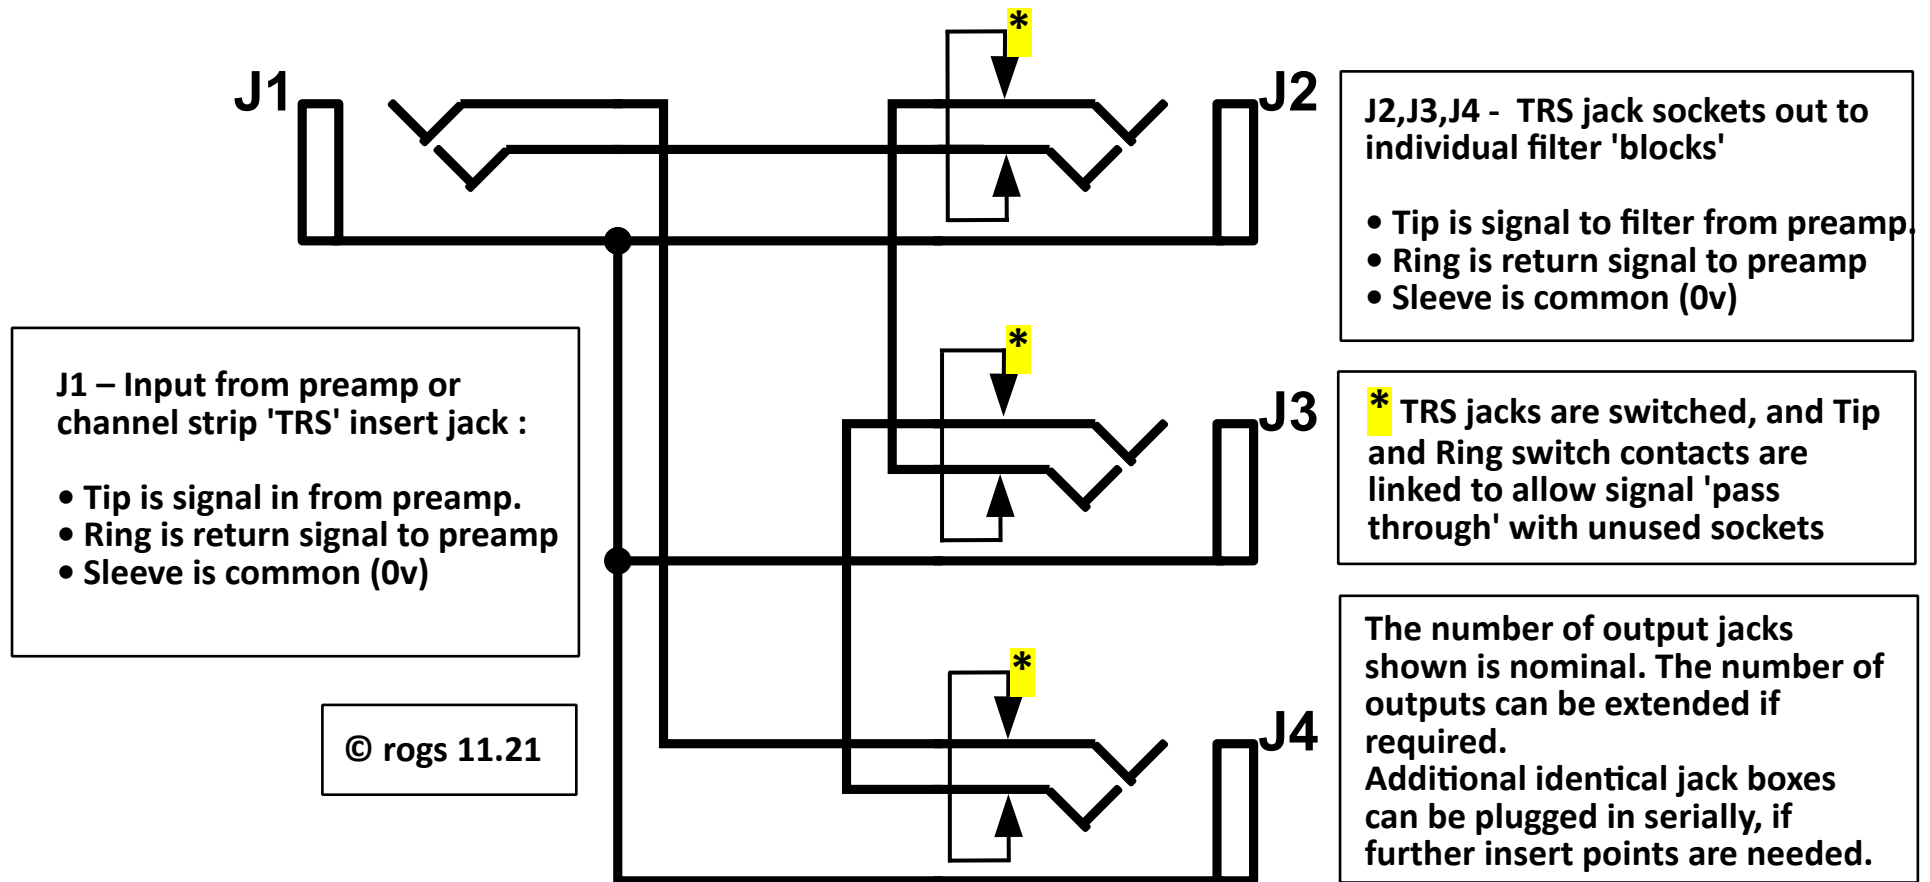 *
J1
J2
J2,J3,J4 - TRS jack sockets out to
individual filter 'blocks'
• Tip is signal to filter from preamp.
• Ring is return signal to preamp
• Sleeve is common (0v)
*
J1 – Input from preamp or
channel strip 'TRS' insert jack :
• Tip is signal in from preamp.
• Ring is return signal to preamp
• Sleeve is common (0v)
J3
* TRS jacks are switched, and Tip
and Ring switch contacts are
linked to allow signal 'pass
through' with unused sockets
*
© rogs 11.21
J4
The number of output jacks
shown is nominal. The number of
outputs can be extended if
required.
Additional identical jack boxes
can be plugged in serially, if
further insert points are needed.